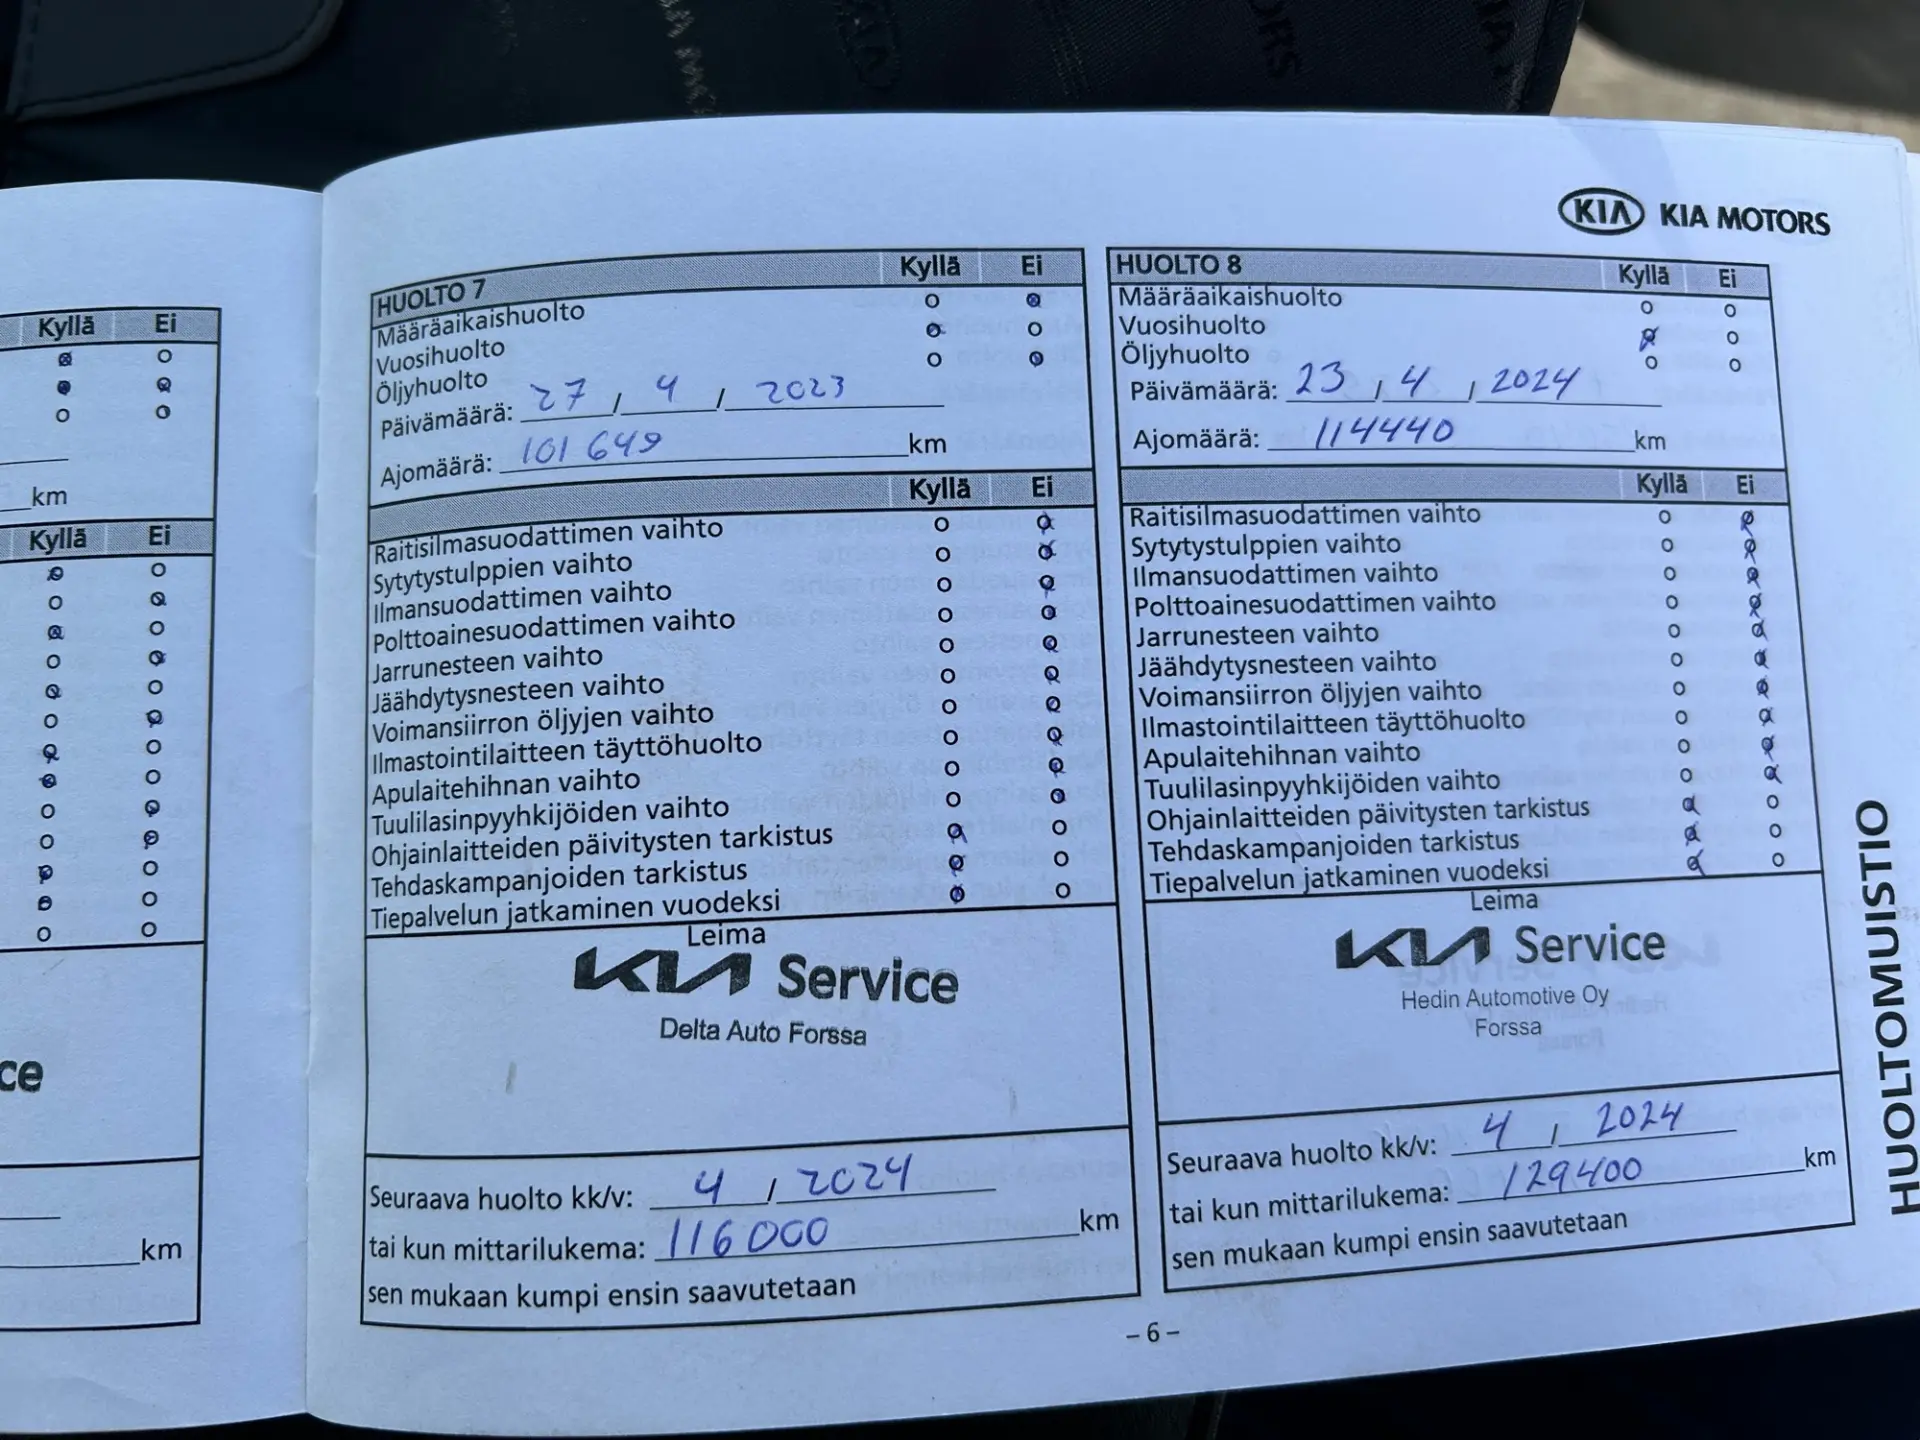 Kyllä Ei
km
Kyllä Ei
ce
km
KIA KIA MOTORS
HUOLTO 7 Kyllä Ei
Määräaikaishuolto
Vuosihuolto
Öljyhuolto
Päivämäärä: 27 / 4 / 2023
Ajomäärä: 101 649 km
Kyllä Ei
Raitisilmasuodattimen vaihto
Sytytystulppien vaihto
Ilmansuodattimen vaihto
Polttoainesuodattimen vaihto
Jarrunesteen vaihto
Jäähdytysnesteen vaihto
Voimansiirron öljyjen vaihto
Ilmastointilaitteen täyttöhuolto
Apulaitehihnan vaihto
Tuulilasinpyyhkijöiden vaihto
Ohjainlaitteiden päivitysten tarkistus
Tehdaskampanjoiden tarkistus
Tiepalvelun jatkaminen vuodeksi
Leima
KIA Service
Delta Auto Forssa
Seuraava huolto kk/v: 4 / 2024
tai kun mittarilukema: 116 000 km
sen mukaan kumpi ensin saavutetaan
HUOLTO 8 Kyllä Ei
Määräaikaishuolto
Vuosihuolto
Öljyhuolto
Päivämäärä: 23 / 4 / 2024
Ajomäärä: 114440 km
Kyllä Ei
Raitisilmasuodattimen vaihto
Sytytystulppien vaihto
Ilmansuodattimen vaihto
Polttoainesuodattimen vaihto
Jarrunesteen vaihto
Jäähdytysnesteen vaihto
Voimansiirron öljyjen vaihto
Ilmastointilaitteen täyttöhuolto
Apulaitehihnan vaihto
Tuulilasinpyyhkijöiden vaihto
Ohjainlaitteiden päivitysten tarkistus
Tehdaskampanjoiden tarkistus
Tiepalvelun jatkaminen vuodeksi
Leima
KIA Service
Hedin Automotive Oy
Forssa
Seuraava huolto kk/v: 4 / 2024
tai kun mittarilukema: 129400 km
sen mukaan kumpi ensin saavutetaan
HUOLTOMUISTIO
– 6 –